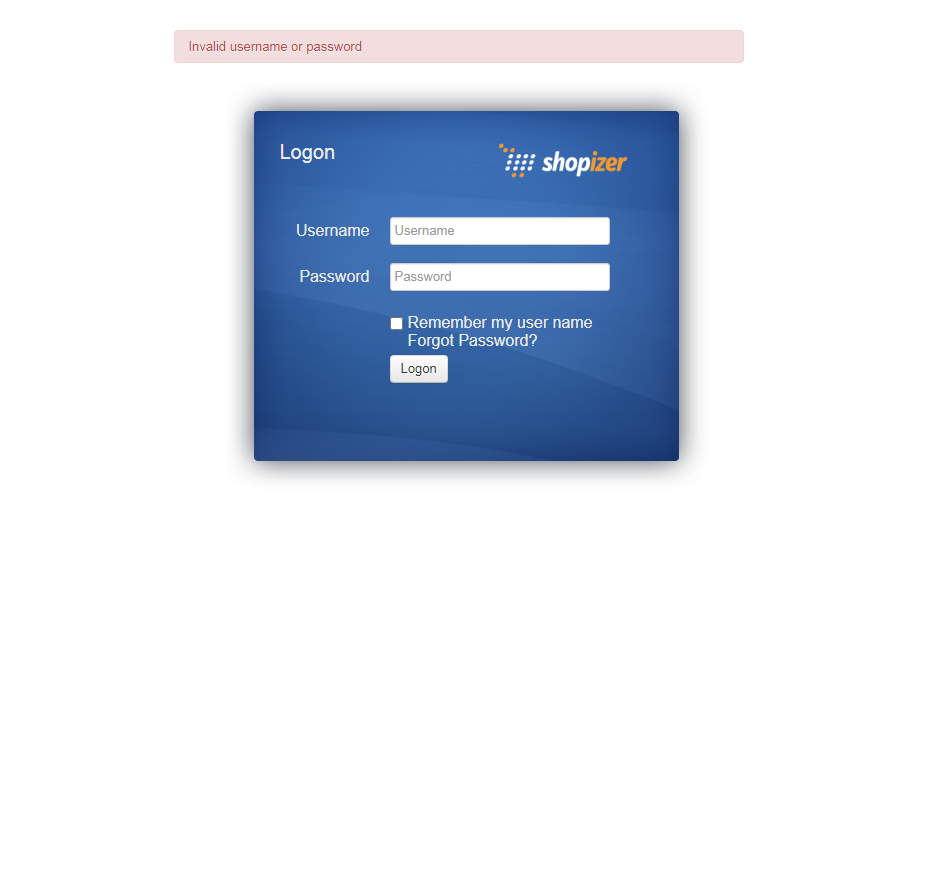 Invalid username or password
Logon
shopizer
Username Username
Password Password
Remember my user name
Forgot Password?
Logon